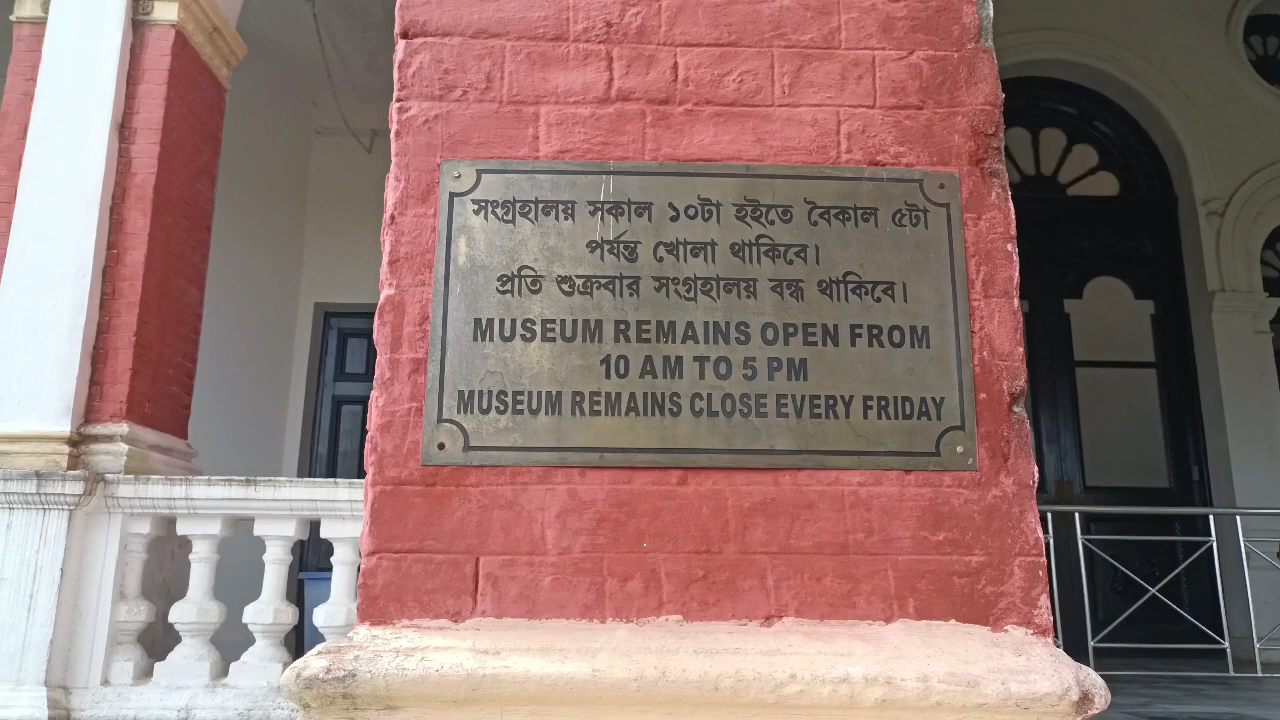 সংগ্রহালয় সকাল ১০টা হইতে বৈকাল ৫টা
পর্যন্ত খোলা থাকিবে।
প্রতি শুক্রবার সংগ্রহালয় বন্ধ থাকিবে।
MUSEUM REMAINS OPEN FROM
10 AM TO 5 PM
MUSEUM REMAINS CLOSE EVERY FRIDAY